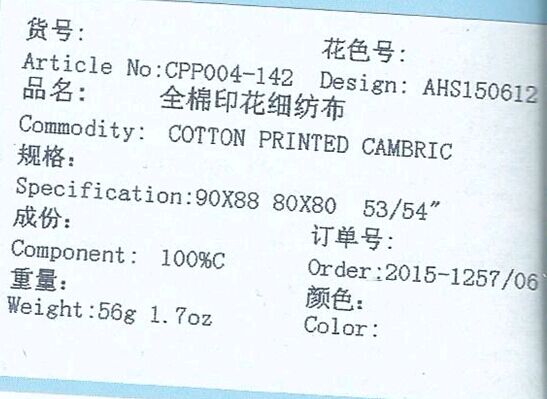 货号: 花色号:
Article No:CPP004-142 Design: AHS150612
品名: 全棉印花细纺布
Commodity: COTTON PRINTED CAMBRIC
规格:
Specification:90X88 80X80 53/54"
成份: 订单号:
Component: 100%C Order:2015-1257/06
重量: 颜色:
Weight:56g 1.7oz Color: